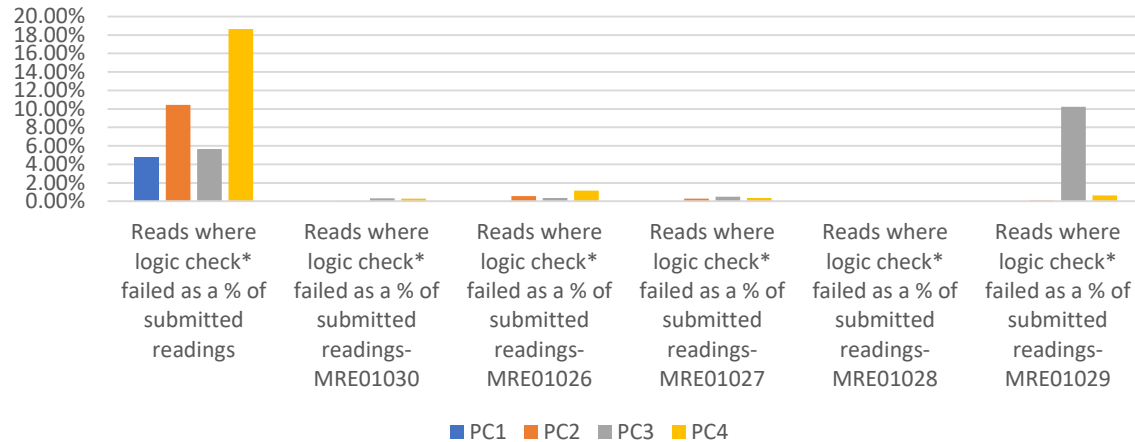 20.00%
18.00%
16.00%
14.00%
12.00%
10.00%
8.00%
6.00%
4.00%
2.00%
0.00%
Reads where
logic check*
failed as a % of
submitted
readings
Reads where
logic check*
failed as a % of
submitted
readings-
MRE01030
Reads where
logic check*
failed as a % of
submitted
readings-
MRE01026
Reads where
logic check*
failed as a % of
submitted
readings-
MRE01027
Reads where
logic check*
failed as a % of
submitted
readings-
MRE01028
Reads where
logic check*
failed as a % of
submitted
readings-
MRE01029
PC1 PC2 PC3 PC4